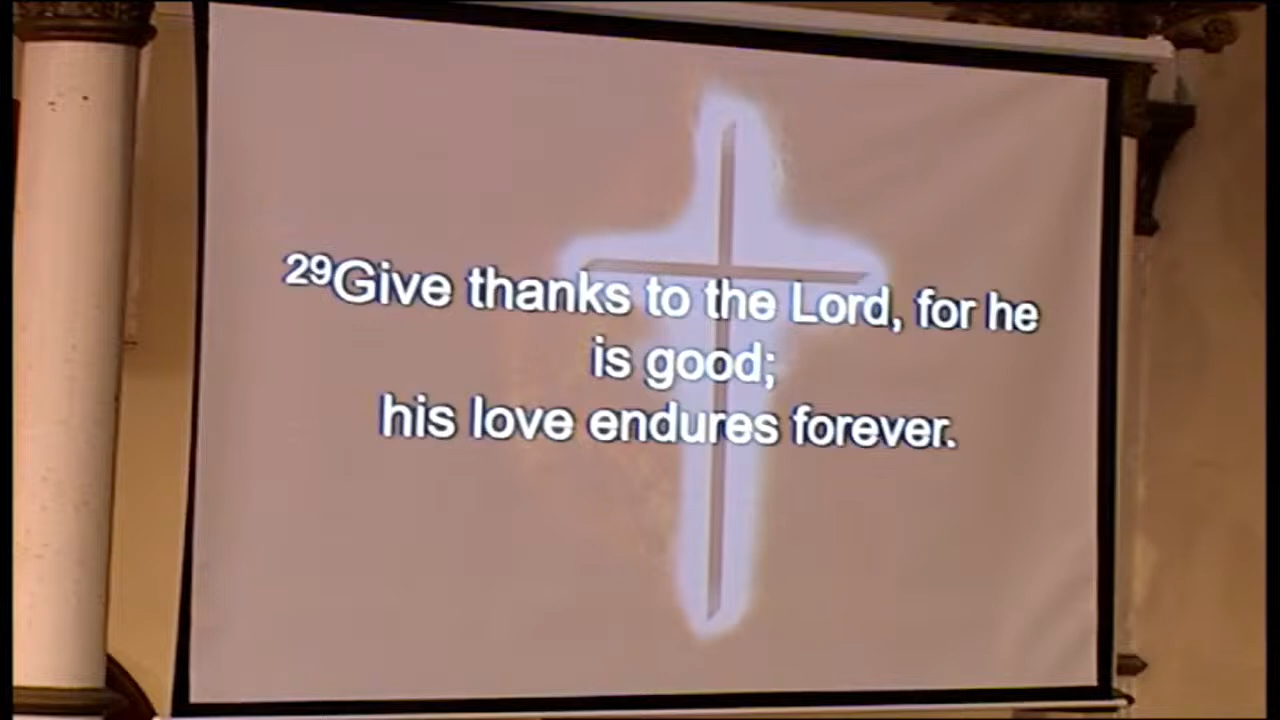 29Give thanks to the Lord, for he
is good;
his love endures forever.